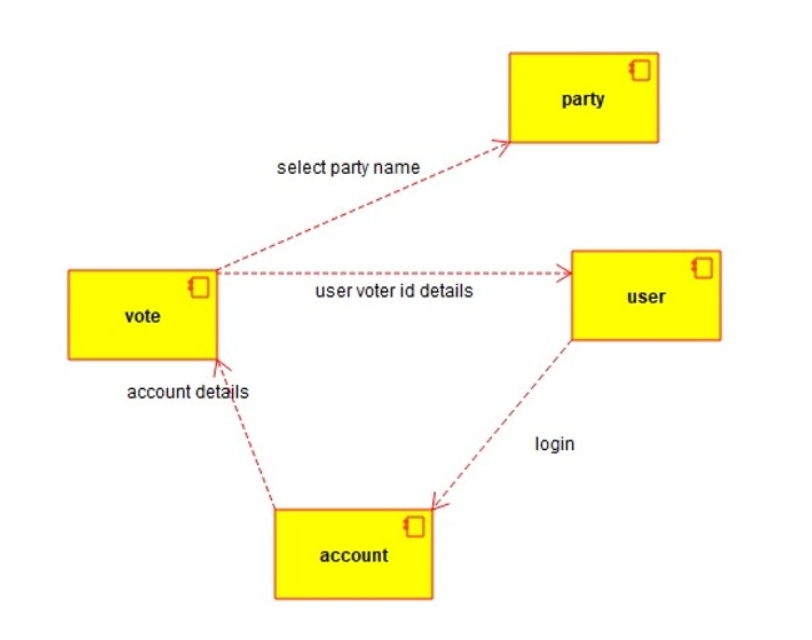 party
select party name
user voter id details
user
vote
account details
login
account